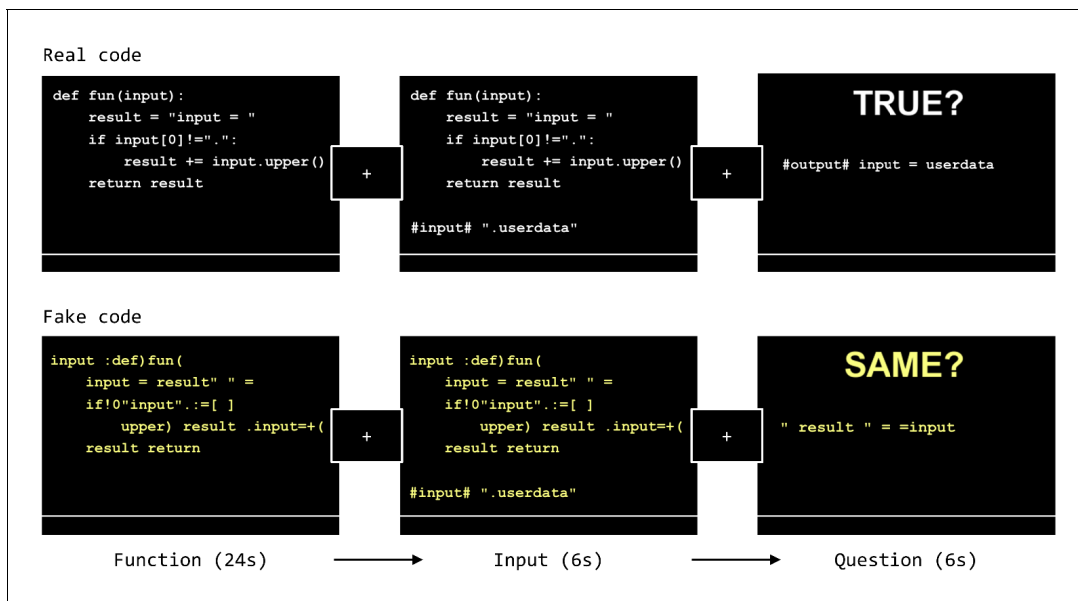 Real code
def fun(input):
    result = "input = "
    if input[0]!=".":
        result += input.upper()
    return result
+
def fun(input):
    result = "input = "
    if input[0]!=".":
        result += input.upper()
    return result
#input# ".userdata"
+
TRUE?
#output# input = userdata
Fake code
input :def)fun(
    input = result" " =
    if!0"input".:=[ ]
        upper) result .input=+(
    result return
+
input :def)fun(
    input = result" " =
    if!0"input".:=[ ]
        upper) result .input=+(
    result return
#input# ".userdata"
+
SAME?
" result " = =input
Function (24s)
Input (6s)
Question (6s)